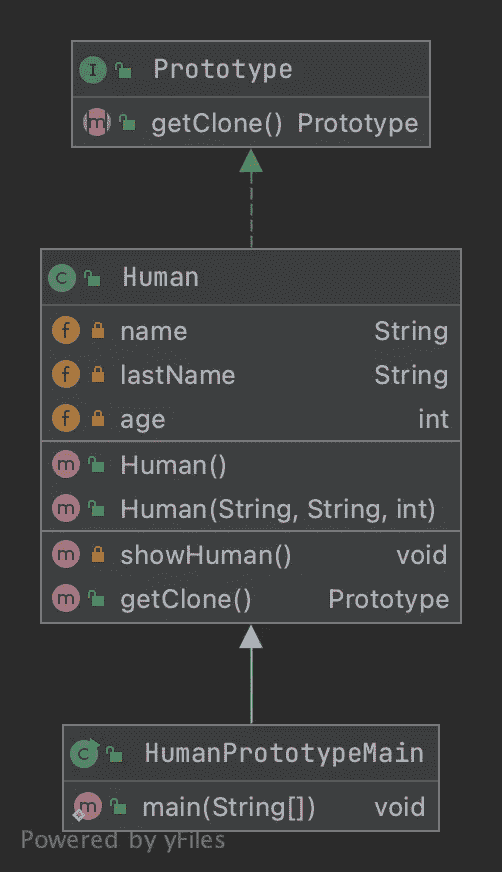 I Prototype
m getClone() Prototype
C Human
f name String
f lastName String
f age int
m Human()
m Human(String, String, int)
m showHuman() void
m getClone() Prototype
C HumanPrototypeMain
m main(String[]) void
Powered by yFiles